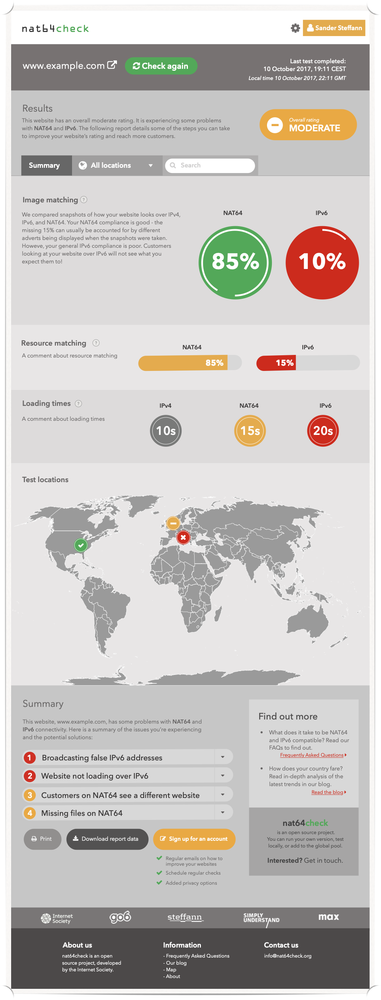 nat64check
Sander Steffann
www.example.com
Check again
Last test completed:
10 October 2017, 19:11 CEST
Local time 10 October 2017, 22:11 GMT
Results
This website has an overall moderate rating. It is experiencing some problems
with NAT64 and IPv6. The following report details some of the steps you can take
to improve your website's rating and reach more customers.
Overall rating
MODERATE
Summary
All locations
Search
Image matching ?
We compared snapshots of how your website looks over IPv4,
IPv6, and NAT64. Your NAT64 compliance is good - the
missing 15% can usually be accounted for by different
adverts being displayed when the snapshots were taken.
Howeve, your general IPv6 compliance is poor. Customers
looking at your website over IPv6 will not see what you
expect them to!
NAT64
IPv6
85%
10%
Resource matching ?
A comment about resource matching
NAT64
IPv6
85%
15%
Loading times ?
A comment about loading times
IPv4
NAT64
IPv6
10s
15s
20s
Test locations
Summary
This website, www.example.com, has some problems with NAT64 and
IPv6 connectivity. Here is a summary of the issues you're experiencing
and the potential solutions:
1 Broadcasting false IPv6 addresses
2 Website not loading over IPv6
3 Customers on NAT64 see a different website
4 Missing files on NAT64
Print
Download report data
Sign up for an account
Regular emails on how to
improve your websites
Schedule regular checks
Added privacy options
Find out more
• What does it take to be NAT64
and IPv6 compatible? Read our
FAQs to find out.
Frequently Asked Questions
• How does your country fare?
Read in-depth analysis of the
latest trends in our blog.
Read the blog
nat64check
is an open source project.
You can run your own version, test
locally, or add to the global pool.
Interested? Get in touch.
Internet
Society
go6
steffann
SIMPLY
UNDERSTAND
max
About us
nat64check is an open
source project, developed
by the Internet Society.
Information
- Frequently Asked Questions
- Our blog
- Map
- About
Contact us
info@nat64check.org